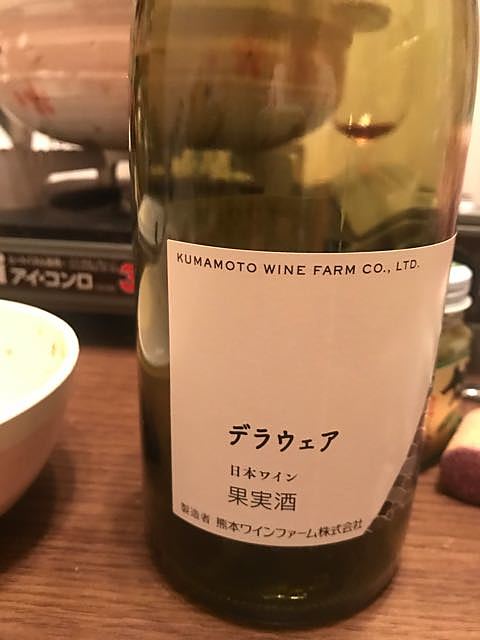 KUMAMOTO WINE FARM CO., LTD.
デラウェア
日本ワイン
果実酒
製造者 熊本ワインファーム株式会社
アイ・コンロ
3